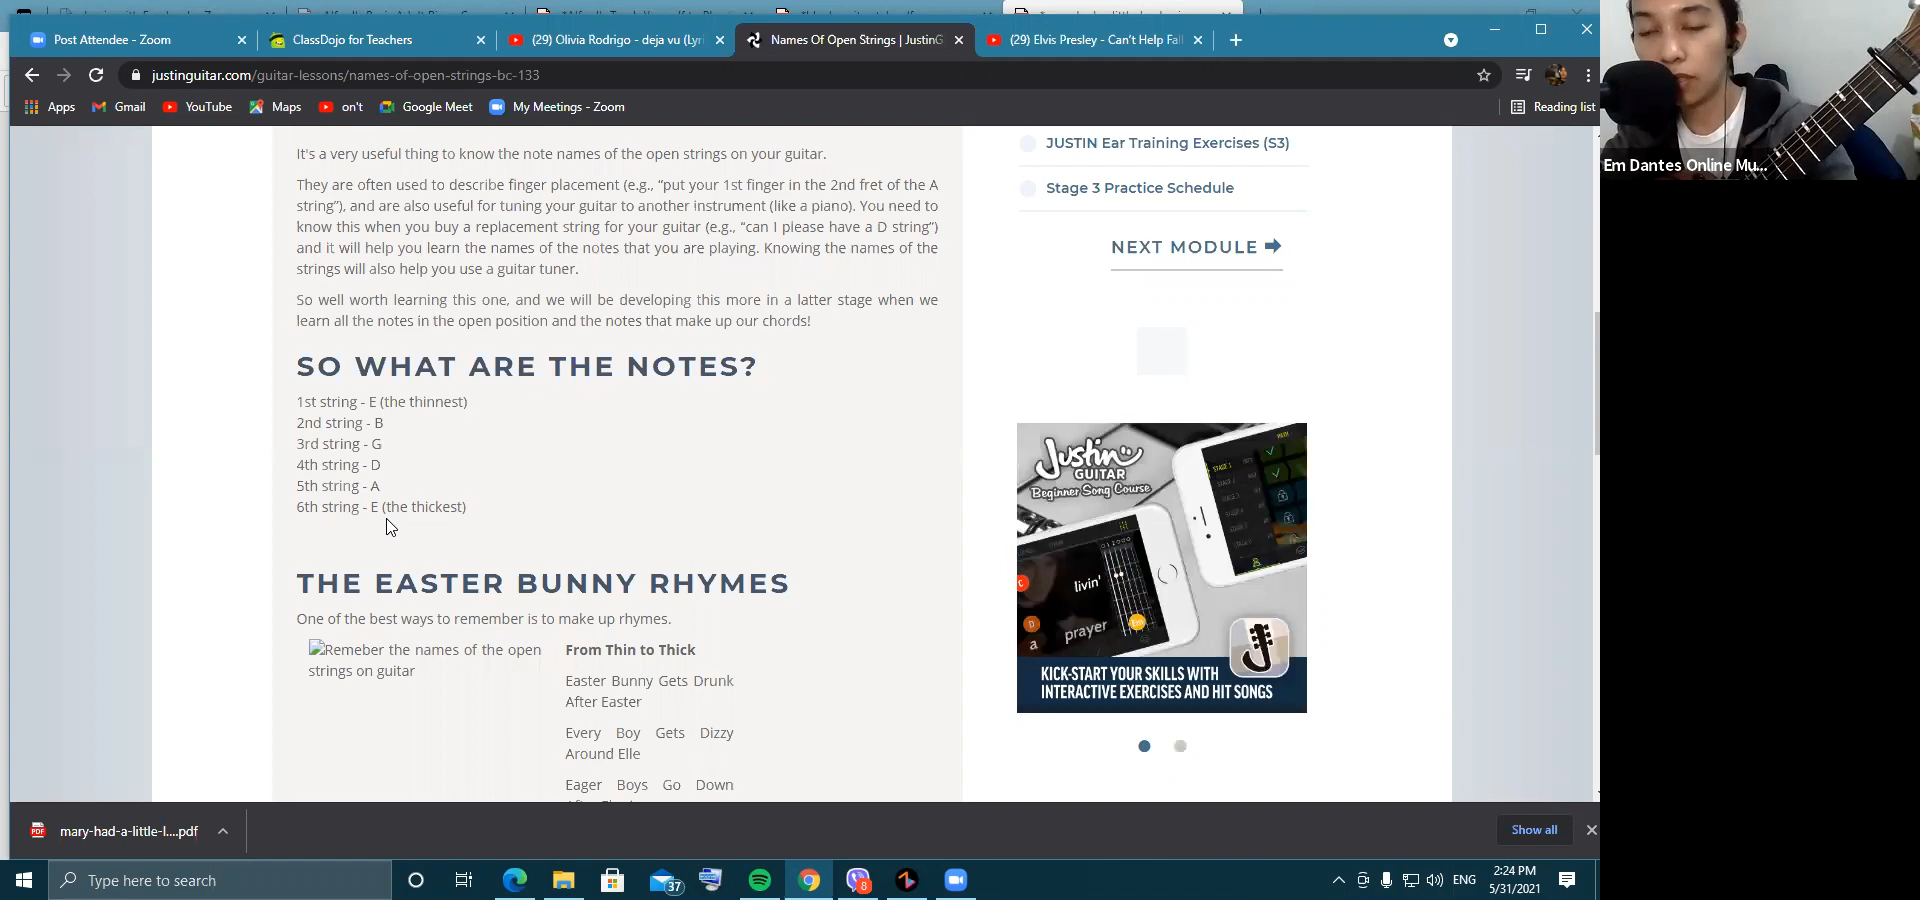 Post Attendee - Zoom
ClassDojo for Teachers
(29) Olivia Rodrigo - deja vu (Lyri
Names Of Open Strings | JustinG
(29) Elvis Presley - Can't Help Fall
justinguitar.com/guitar-lessons/names-of-open-strings-bc-133
Apps
Gmail
YouTube
Maps
on't
Google Meet
My Meetings - Zoom
Reading list
Em Dantes Online Mu...
It's a very useful thing to know the note names of the open strings on your guitar.
They are often used to describe finger placement (e.g., "put your 1st finger in the 2nd fret of the A
string"), and are also useful for tuning your guitar to another instrument (like a piano). You need to
know this when you buy a replacement string for your guitar (e.g., "can I please have a D string")
and it will help you learn the names of the notes that you are playing. Knowing the names of the
strings will also help you use a guitar tuner.
So well worth learning this one, and we will be developing this more in a latter stage when we
learn all the notes in the open position and the notes that make up our chords!
SO WHAT ARE THE NOTES?
1st string - E (the thinnest)
2nd string - B
3rd string - G
4th string - D
5th string - A
6th string - E (the thickest)
THE EASTER BUNNY RHYMES
One of the best ways to remember is to make up rhymes.
Remeber the names of the open
strings on guitar
From Thin to Thick
Easter Bunny Gets Drunk
After Easter
Every Boy Gets Dizzy
Around Elle
Eager Boys Go Down
JUSTIN Ear Training Exercises (S3)
Stage 3 Practice Schedule
NEXT MODULE
Justin
GUITAR
Beginner Song Course
livin'
prayer
C
D
a
Em
KICK-START YOUR SKILLS WITH
INTERACTIVE EXERCISES AND HIT SONGS
mary-had-a-little-l....pdf
Show all
Type here to search
37
8
ENG
2:24 PM
5/31/2021